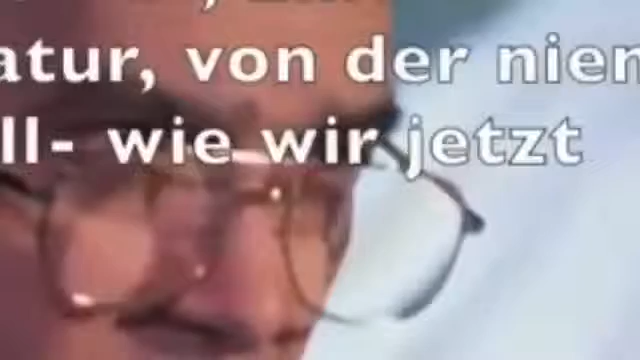 atur, von der nien
ll- wie wir jetzt